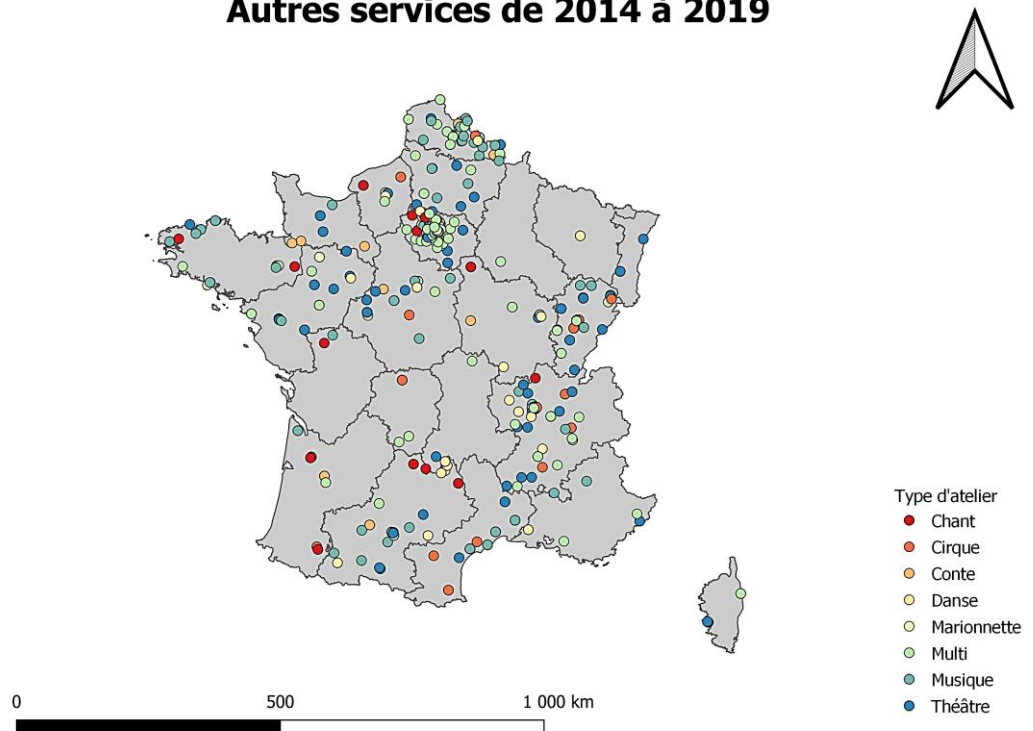 Autres services de 2014 à 2019
Type d'atelier
Chant
Cirque
Conte
Danse
Marionnette
Multi
Musique
Théâtre
0 500 1 000 km